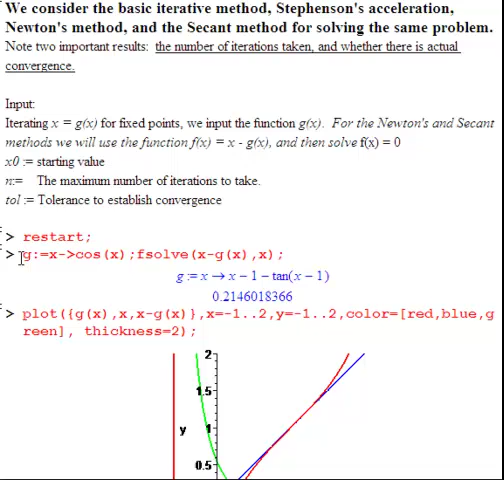 We consider the basic iterative method, Stephenson's acceleration,
Newton's method, and the Secant method for solving the same problem.
Note two important results: the number of iterations taken, and whether there is actual
convergence.
Input:
Iterating x = g(x) for fixed points, we input the function g(x). For the Newton's and Secant
methods we will use the function f(x) = x - g(x), and then solve f(x) = 0
x0 := starting value
n:= The maximum number of iterations to take.
tol := Tolerance to establish convergence
> restart;
> g:=x->cos(x);fsolve(x-g(x),x);
g := x → x − 1 − tan(x − 1)
0.2146018366
> plot({g(x),x,x-g(x)},x=-1..2,y=-1..2,color=[red,blue,g
reen], thickness=2);
2
1.5
y 1
0.5